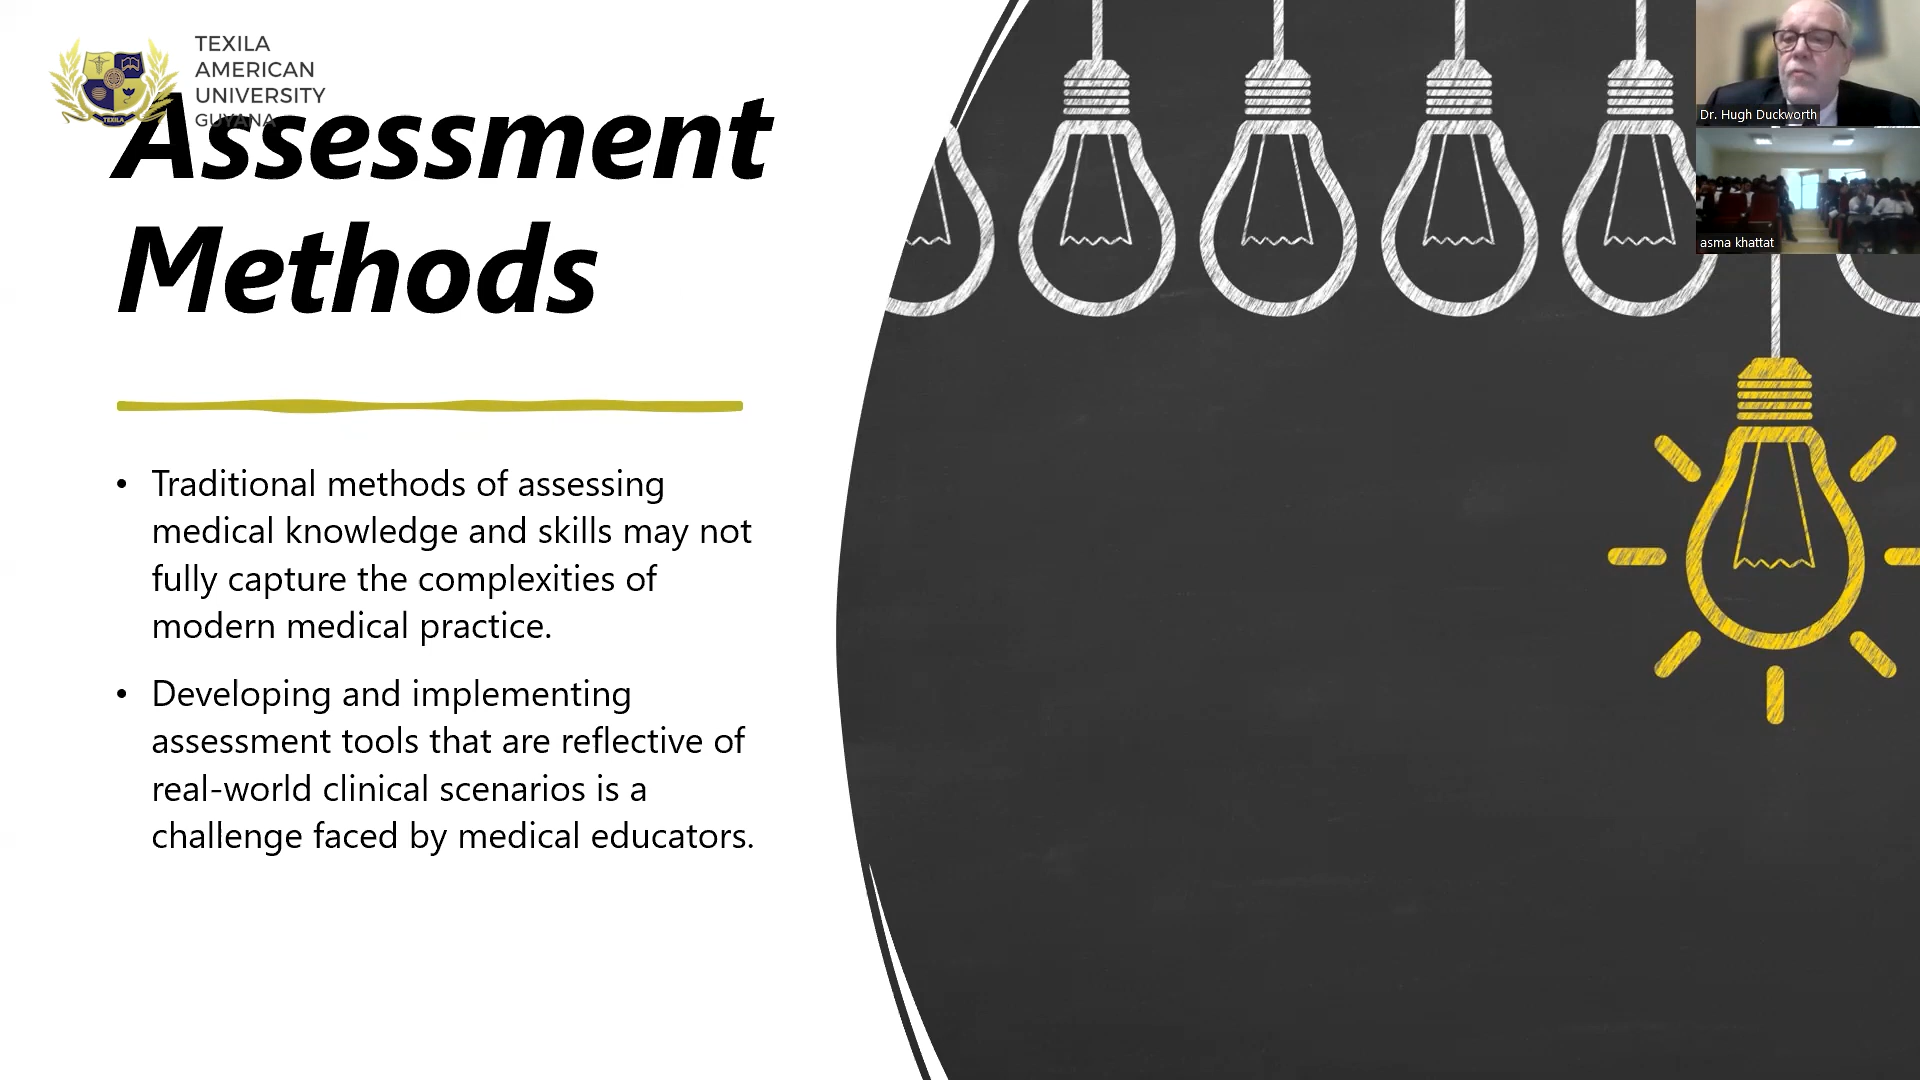 TEXILA
AMERICAN
UNIVERSITY
GUYANA
TEXILA
Assessment
Methods
• Traditional methods of assessing
medical knowledge and skills may not
fully capture the complexities of
modern medical practice.
• Developing and implementing
assessment tools that are reflective of
real-world clinical scenarios is a
challenge faced by medical educators.
Dr. Hugh Duckworth
asma khattat